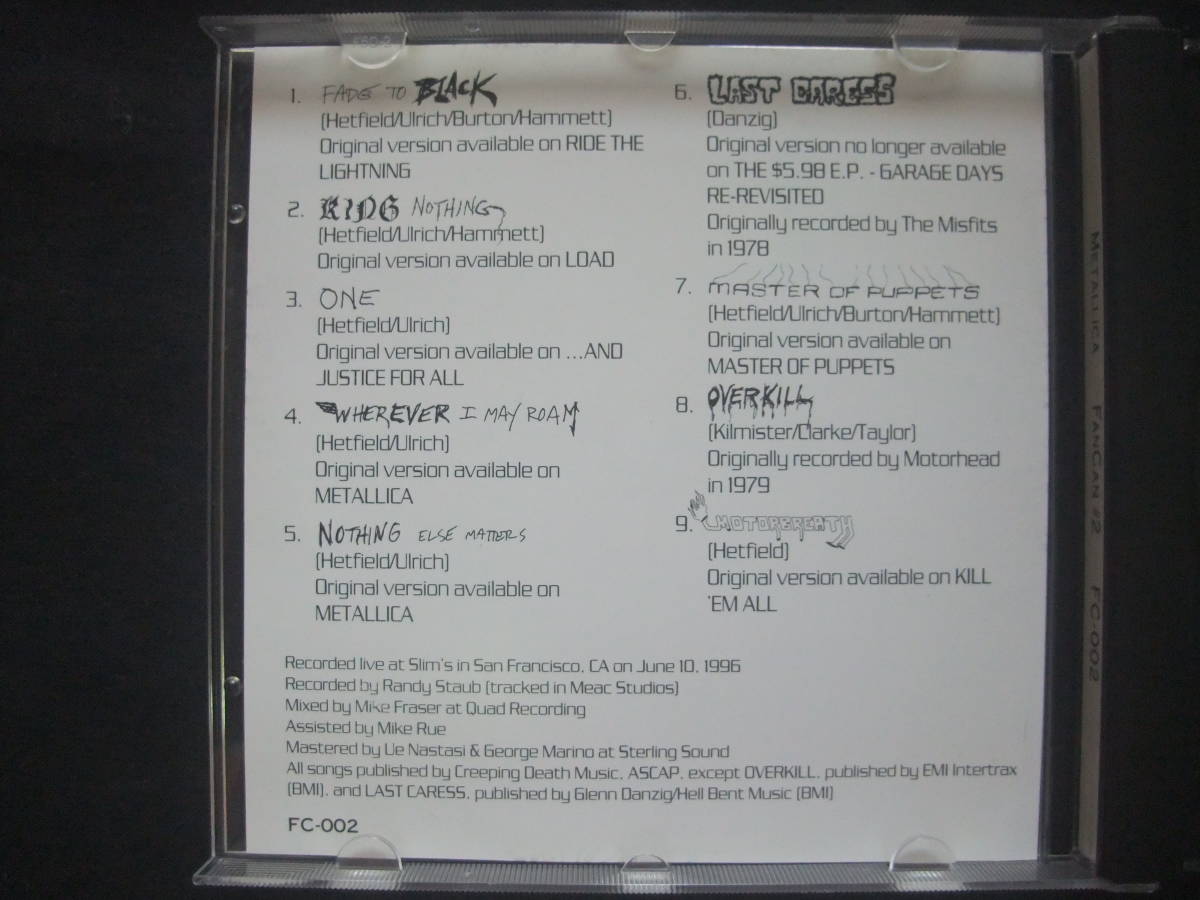 1. FADE TO BLACK
(Hetfield/Ulrich/Burton/Hammett)
Original version available on RIDE THE
LIGHTNING
2. KING NOTHING
(Hetfield/Ulrich/Hammett)
Original version available on LOAD
3. ONE
(Hetfield/Ulrich)
Original version available on ...AND
JUSTICE FOR ALL
4. WHEREVER I MAY ROAM
(Hetfield/Ulrich)
Original version available on
METALLICA
5. NOTHING ELSE MATTERS
(Hetfield/Ulrich)
Original version available on
METALLICA
6. LAST CARESS
(Danzig)
Original version no longer available
on THE $5.98 E.P. - GARAGE DAYS
RE-REVISITED
Originally recorded by The Misfits
in 1978
7. MASTER OF PUPPETS
(Hetfield/Ulrich/Burton/Hammett)
Original version available on
MASTER OF PUPPETS
8. OVERKILL
(Kilmister/Clarke/Taylor)
Originally recorded by Motorhead
in 1979
9. MOTORBREATH
(Hetfield)
Original version available on KILL
'EM ALL
Recorded live at Slim's in San Francisco, CA on June 10, 1996
Recorded by Randy Staub (tracked in Meac Studios)
Mixed by Mike Fraser at Quad Recording
Assisted by Mike Rue
Mastered by Ue Nastasi & George Marino at Sterling Sound
All songs published by Creeping Death Music, ASCAP, except OVERKILL, published by EMI Intertrax
(BMI), and LAST CARESS, published by Glenn Danzig/Hell Bent Music (BMI)
FC-002
METALLICA FANCAN #2 FC-002